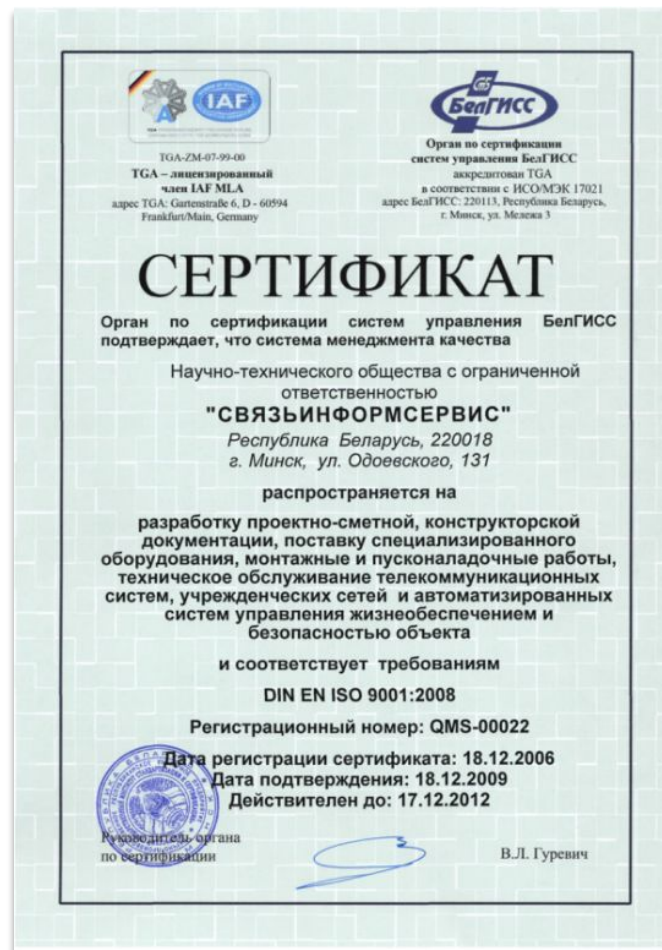 IAF
TGA-ZM-07-99-00
TGA – лицензированный
член IAF MLA
адрес TGA: Gartenstraße 6, D - 60594
Frankfurt/Main, Germany
БелГИСС
Орган по сертификации
систем управления БелГИСС
аккредитован TGA
в соответствии с ИСО/МЭК 17021
адрес БелГИСС: 220113, Республика Беларусь,
г. Минск, ул. Мележа 3
СЕРТИФИКАТ
Орган по сертификации систем управления БелГИСС
подтверждает, что система менеджмента качества
Научно-технического общества с ограниченной
ответственностью
"СВЯЗЬИНФОРМСЕРВИС"
Республика Беларусь, 220018
г. Минск, ул. Одоевского, 131
распространяется на
разработку проектно-сметной, конструкторской
документации, поставку специализированного
оборудования, монтажные и пусконаладочные работы,
техническое обслуживание телекоммуникационных
систем, учрежденческих сетей и автоматизированных
систем управления жизнеобеспечением и
безопасностью объекта
и соответствует требованиям
DIN EN ISO 9001:2008
Регистрационный номер: QMS-00022
Дата регистрации сертификата: 18.12.2006
Дата подтверждения: 18.12.2009
Действителен до: 17.12.2012
Руководитель органа
по сертификации
В.Л. Гуревич